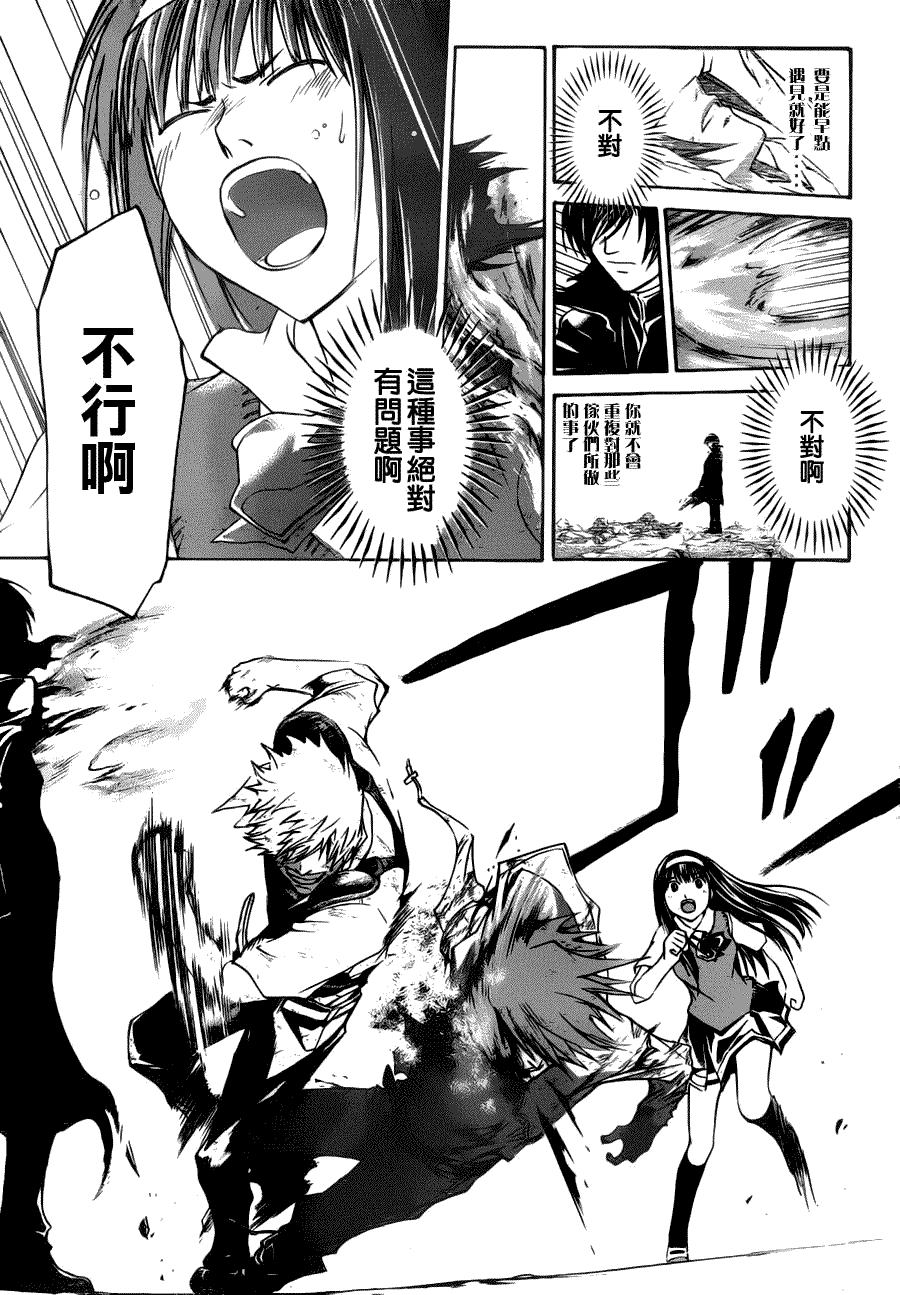 要是能早點
遇見就好了....
不對
不對啊
你就不會
重複對那些
傢伙們所做
的事了
這種事絕對
有問題啊
不行啊